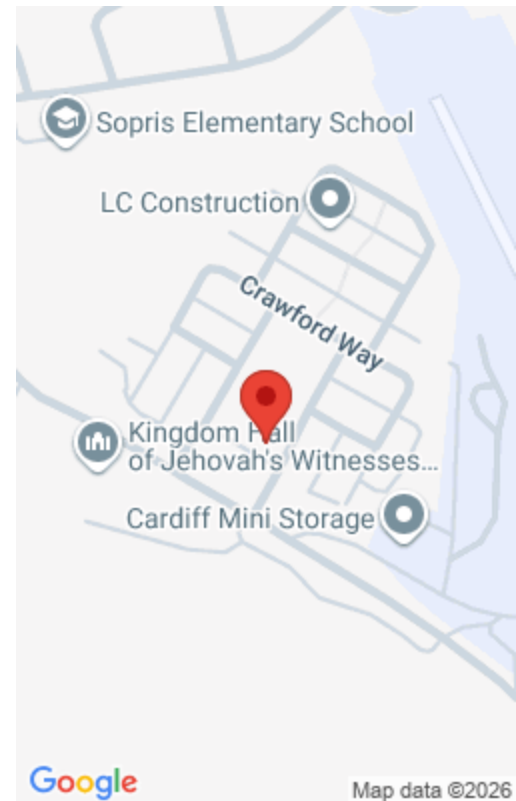 Sopris Elementary School
LC Construction
Crawford Way
Kingdom Hall
of Jehovah's Witnesses...
Cardiff Mini Storage
Google
Map data ©2026